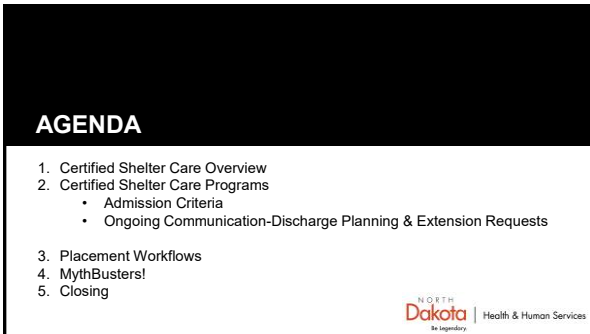 AGENDA
1. Certified Shelter Care Overview
2. Certified Shelter Care Programs
• Admission Criteria
• Ongoing Communication-Discharge Planning & Extension Requests
3. Placement Workflows
4. MythBusters!
5. Closing
NORTH
Dakota | Health & Human Services
Be Legendary.